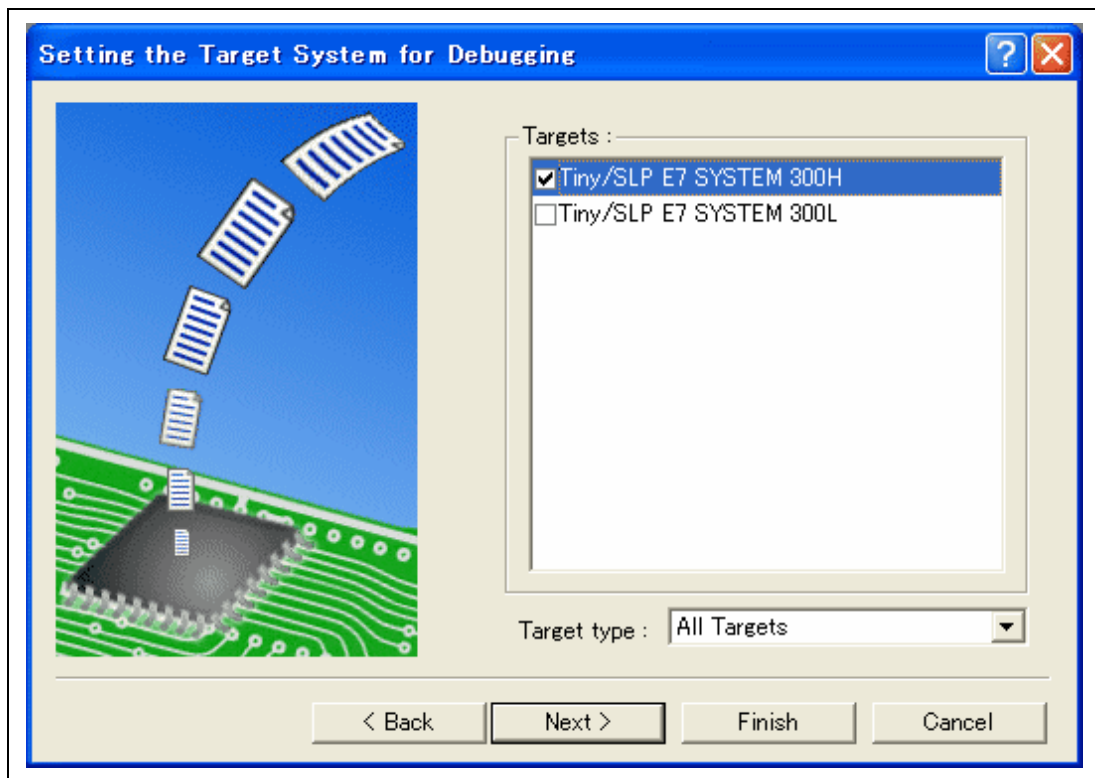 Setting the Target System for Debugging
Targets :
Tiny/SLP E7 SYSTEM 300H
Tiny/SLP E7 SYSTEM 300L
Target type :
All Targets
< Back
Next >
Finish
Cancel